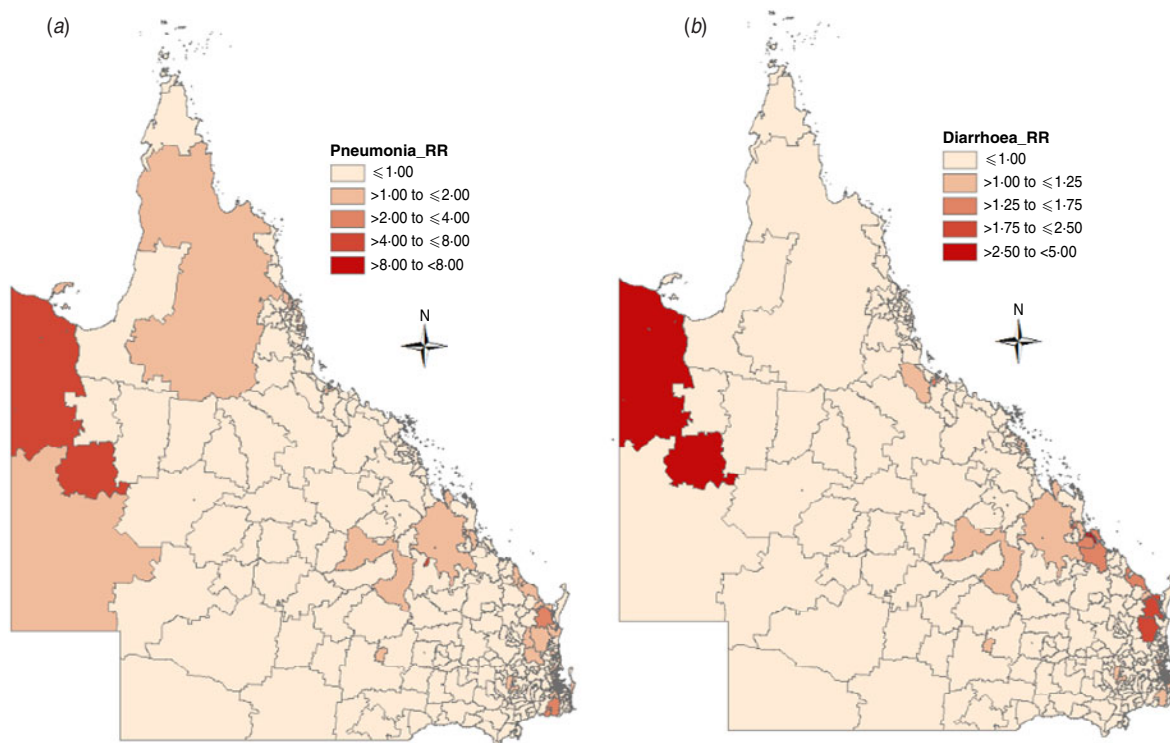 (a)
Pneumonia_RR
⩽1·00
>1·00 to ⩽2·00
>2·00 to ⩽4·00
>4·00 to ⩽8·00
>8·00 to <8·00
N
(b)
Diarrhoea_RR
⩽1·00
>1·00 to ⩽1·25
>1·25 to ⩽1·75
>1·75 to ⩽2·50
>2·50 to <5·00
N